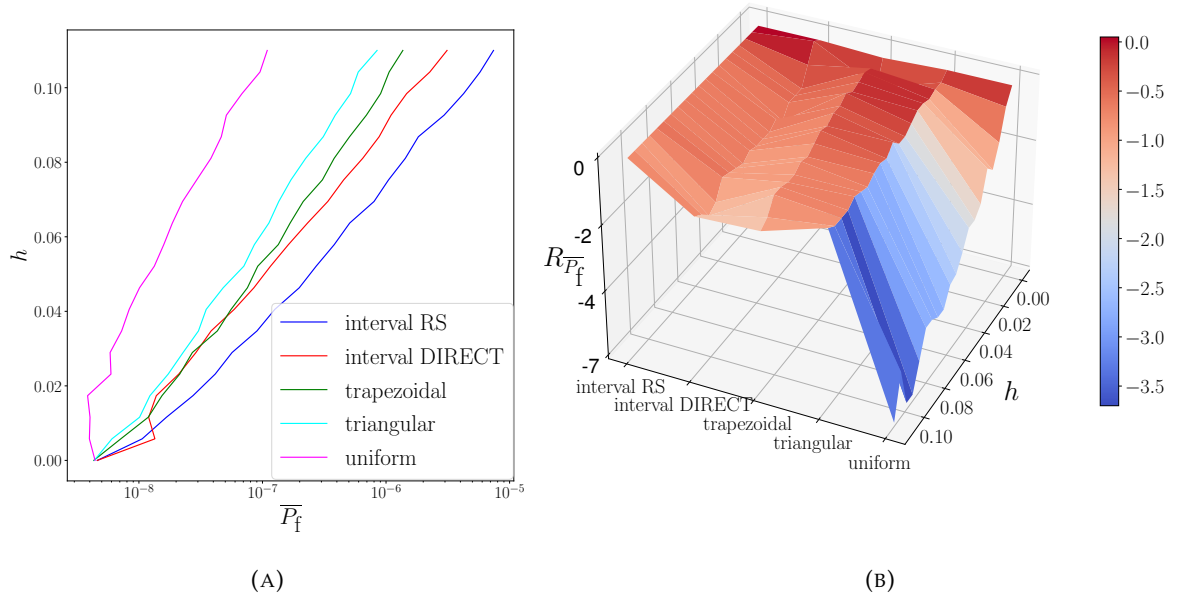 0.10
0.08
0.06
0.04
0.02
0.00
h
10⁻⁸
10⁻⁷
10⁻⁶
10⁻⁵
P̅f
interval RS
interval DIRECT
trapezoidal
triangular
uniform
(A)
0
-2
-4
-7
R P̅f
interval RS
interval DIRECT
trapezoidal
triangular
uniform
0.00
0.02
0.04
0.06
0.08
0.10
h
0.0
−0.5
−1.0
−1.5
−2.0
−2.5
−3.0
−3.5
(B)